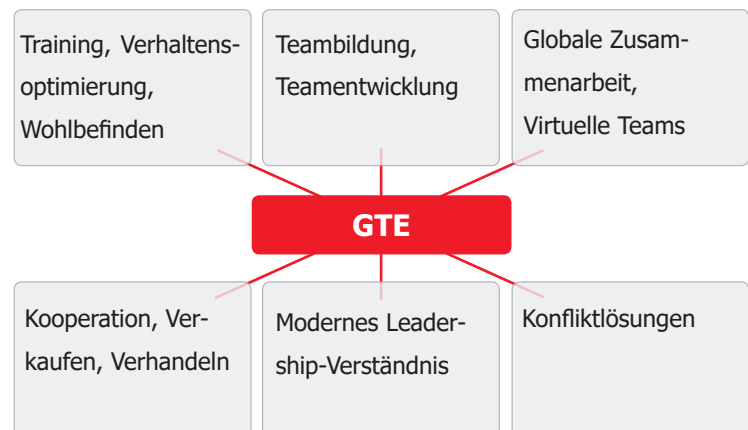 Training, Verhaltens-
optimierung,
Wohlbefinden
Teambildung,
Teamentwicklung
Globale Zusam-
menarbeit,
Virtuelle Teams
GTE
Kooperation, Ver-
kaufen, Verhandeln
Modernes Leader-
ship-Verständnis
Konfliktlösungen